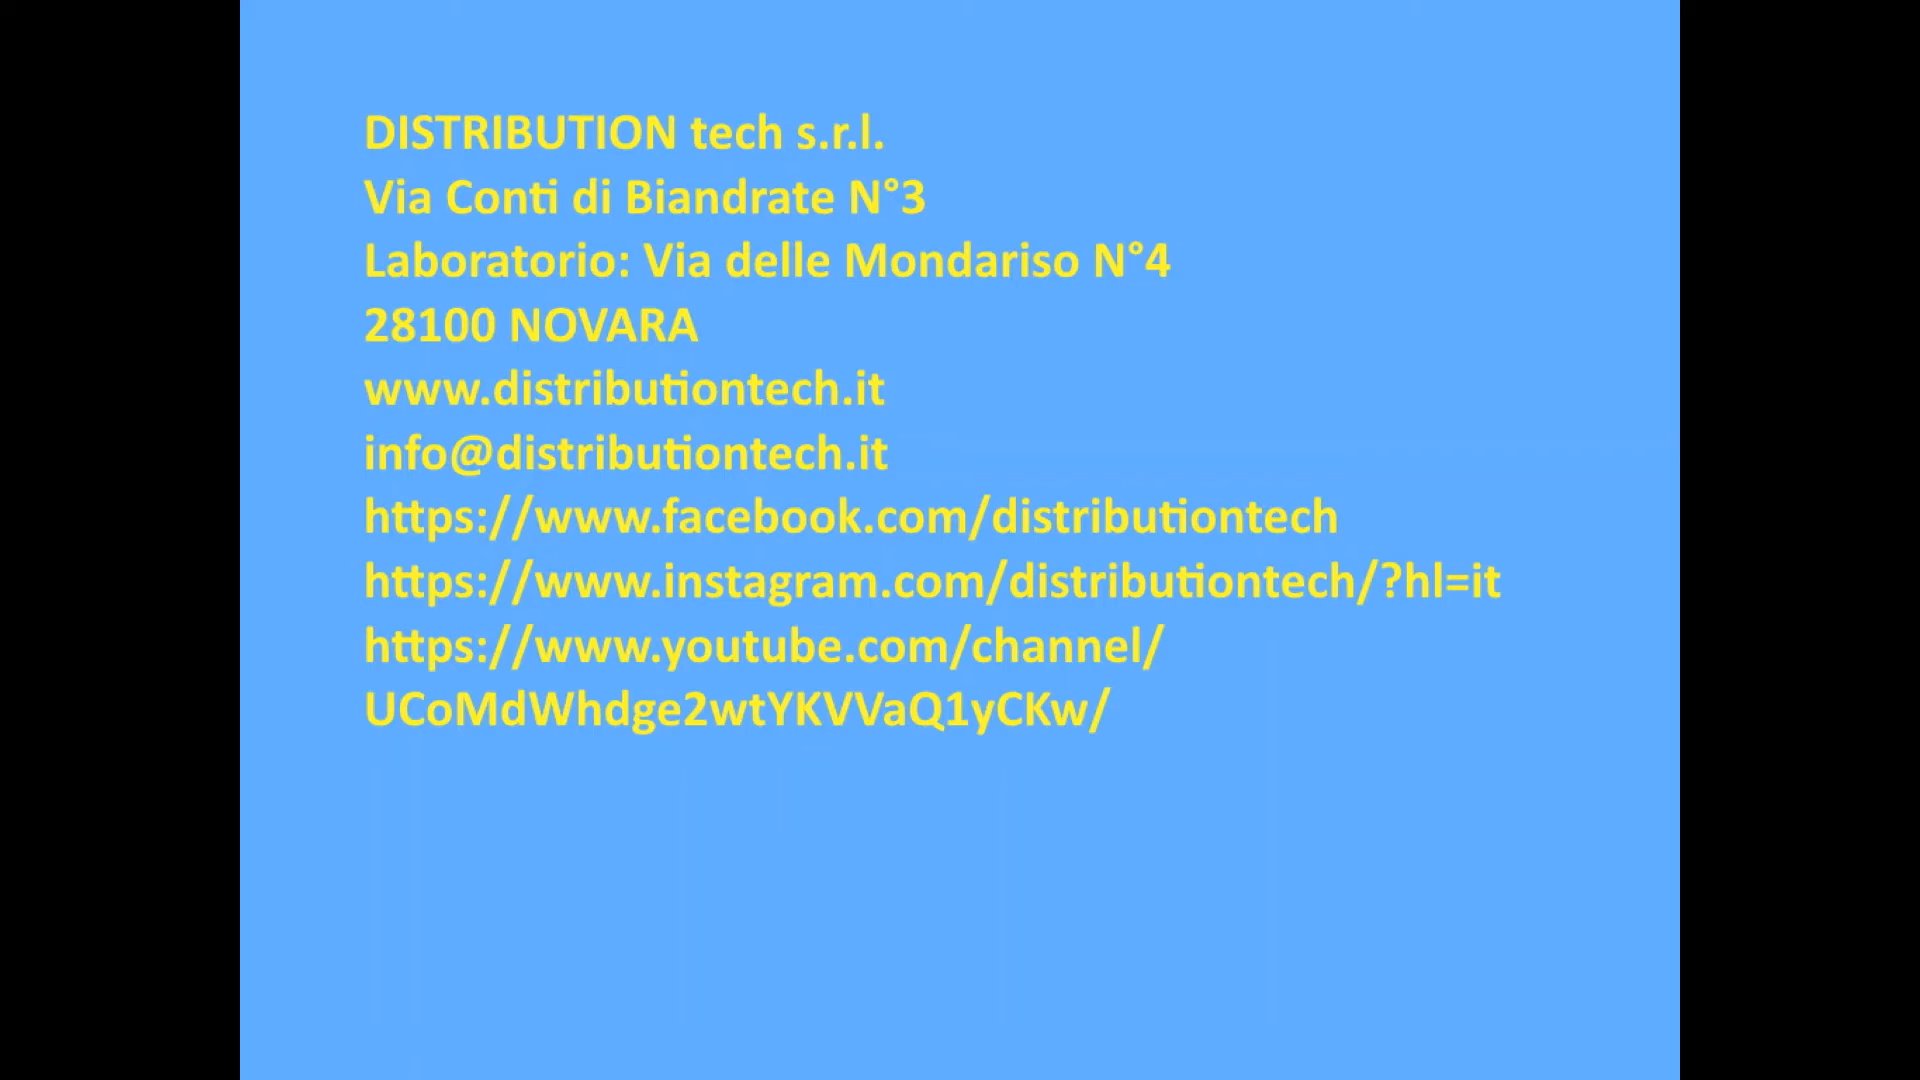 DISTRIBUTION tech s.r.l.
Via Conti di Biandrate N°3
Laboratorio: Via delle Mondariso N°4
28100 NOVARA
www.distributiontech.it
info@distributiontech.it
https://www.facebook.com/distributiontech
https://www.instagram.com/distributiontech/?hl=it
https://www.youtube.com/channel/
UCoMdWhdge2wtYKVVaQ1yCKw/